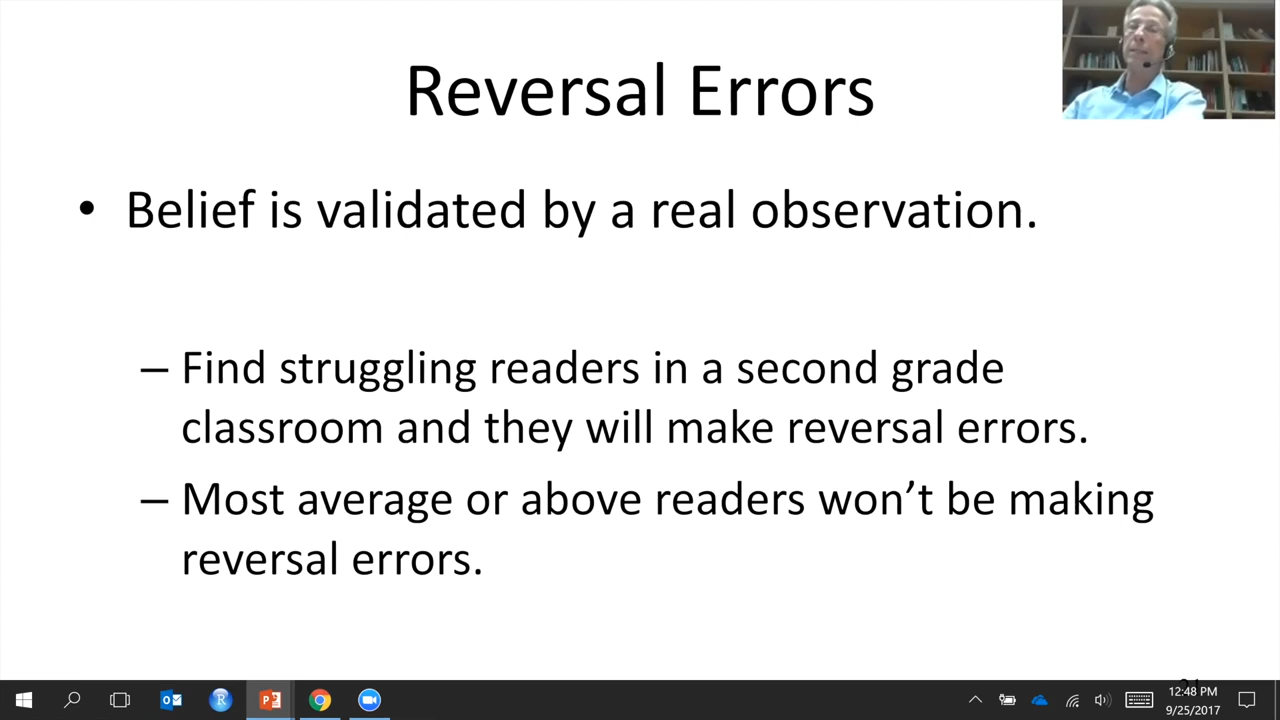 Reversal Errors
• Belief is validated by a real observation.
– Find struggling readers in a second grade
classroom and they will make reversal errors.
– Most average or above readers won’t be making
reversal errors.
12:48 PM
9/25/2017